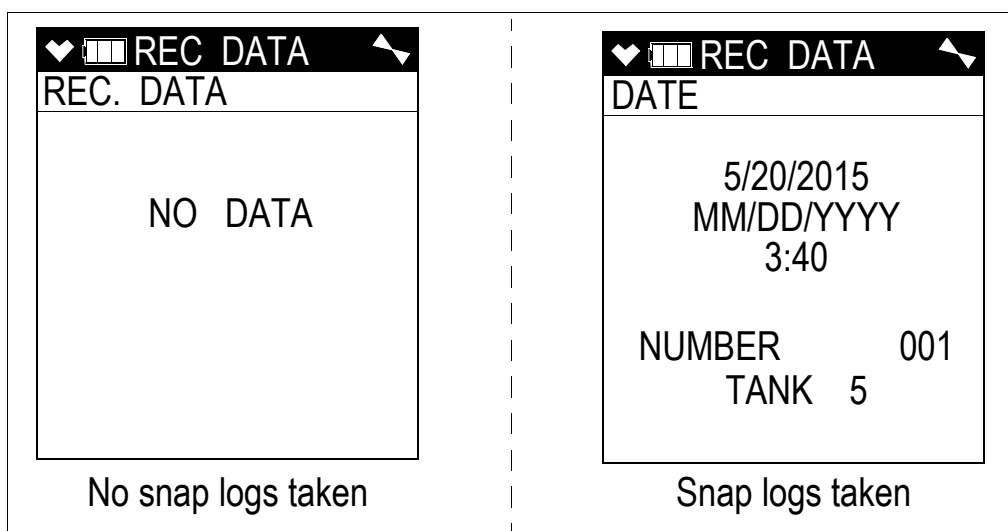 REC DATA
REC. DATA
NO DATA
No snap logs taken
REC DATA
DATE
5/20/2015
MM/DD/YYYY
3:40
NUMBER 001
TANK 5
Snap logs taken